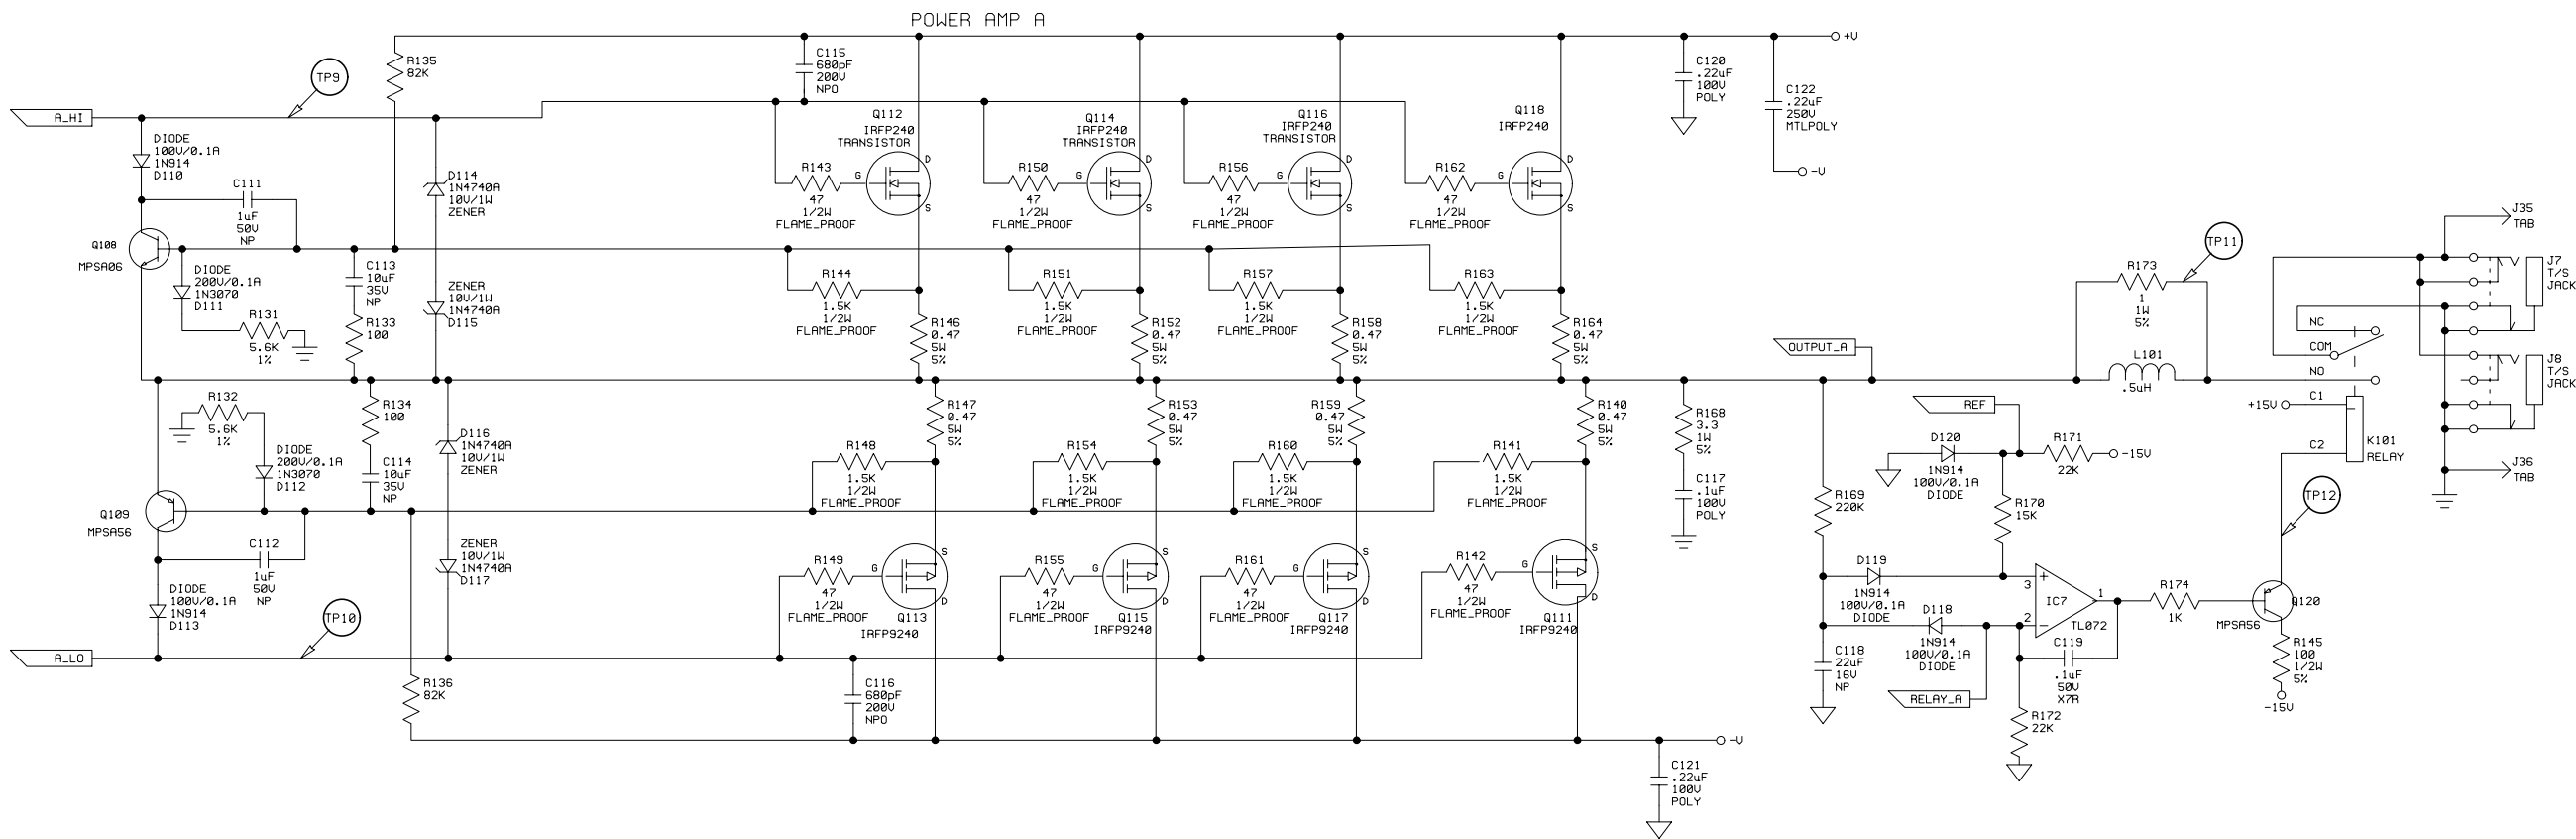 POWER AMP A
R135
82K
TP9
A_HI
DIODE
100V/0.1A
1N914
D110
C111
1uF
50V
NP
Q108
MPSA06
DIODE
200V/0.1A
1N3070
D111
R131
5.6K
1%
C113
10uF
35V
NP
R133
100
D114
1N4740A
10V/1W
ZENER
ZENER
10V/1W
1N4740A
D115
C115
680pF
200V
NPO
Q112
IRFP240
TRANSISTOR
D
G
S
R143
47
1/2W
FLAME_PROOF
R144
1.5K
1/2W
FLAME_PROOF
R146
0.47
5W
5%
Q114
IRFP240
TRANSISTOR
D
G
S
R150
47
1/2W
FLAME_PROOF
R151
1.5K
1/2W
FLAME_PROOF
R152
0.47
5W
5%
Q116
IRFP240
TRANSISTOR
D
G
S
R156
47
1/2W
FLAME_PROOF
R157
1.5K
1/2W
FLAME_PROOF
R158
0.47
5W
5%
Q118
IRFP240
D
G
S
R162
47
1/2W
FLAME_PROOF
R163
1.5K
1/2W
FLAME_PROOF
R164
0.47
5W
5%
+V
C120
.22uF
100V
POLY
C122
.22uF
250V
MTLPOLY
-V
R132
5.6K
1%
DIODE
200V/0.1A
1N3070
D112
R134
100
C114
10uF
35V
NP
Q109
MPSA56
C112
1uF
50V
NP
DIODE
100V/0.1A
1N914
D113
TP10
A_LO
D116
1N4740A
10V/1W
ZENER
ZENER
10V/1W
1N4740A
D117
R136
82K
R147
0.47
5W
5%
R148
1.5K
1/2W
FLAME_PROOF
R149
47
1/2W
FLAME_PROOF
G
S
D
Q113
IRFP9240
C116
680pF
200V
NPO
R153
0.47
5W
5%
R154
1.5K
1/2W
FLAME_PROOF
R155
47
1/2W
FLAME_PROOF
G
S
D
Q115
IRFP9240
R159
0.47
5W
5%
R160
1.5K
1/2W
FLAME_PROOF
R161
47
1/2W
FLAME_PROOF
G
S
D
Q117
IRFP9240
R140
0.47
5W
5%
R141
1.5K
1/2W
FLAME_PROOF
R142
47
1/2W
FLAME_PROOF
G
S
D
Q111
IRFP9240
-V
C121
.22uF
100V
POLY
R168
3.3
1W
5%
C117
.1uF
100V
POLY
OUTPUT_A
R173
1
1W
5%
TP11
L101
.5uH
NC
COM
NO
C1
+15V
C2
K101
RELAY
J35
TAB
J7
T/S
JACK
J8
T/S
JACK
J36
TAB
REF
D120
1N914
100V/0.1A
DIODE
R171
22K
-15V
R169
220K
R170
15K
D119
1N914
100V/0.1A
DIODE
D118
1N914
100V/0.1A
DIODE
C118
22uF
16V
NP
RELAY_A
3
+
2
-
1
IC7
TL072
C119
.1uF
50V
X7R
R172
22K
R174
1K
TP12
Q120
MPSA56
R145
100
1/2W
5%
-15V